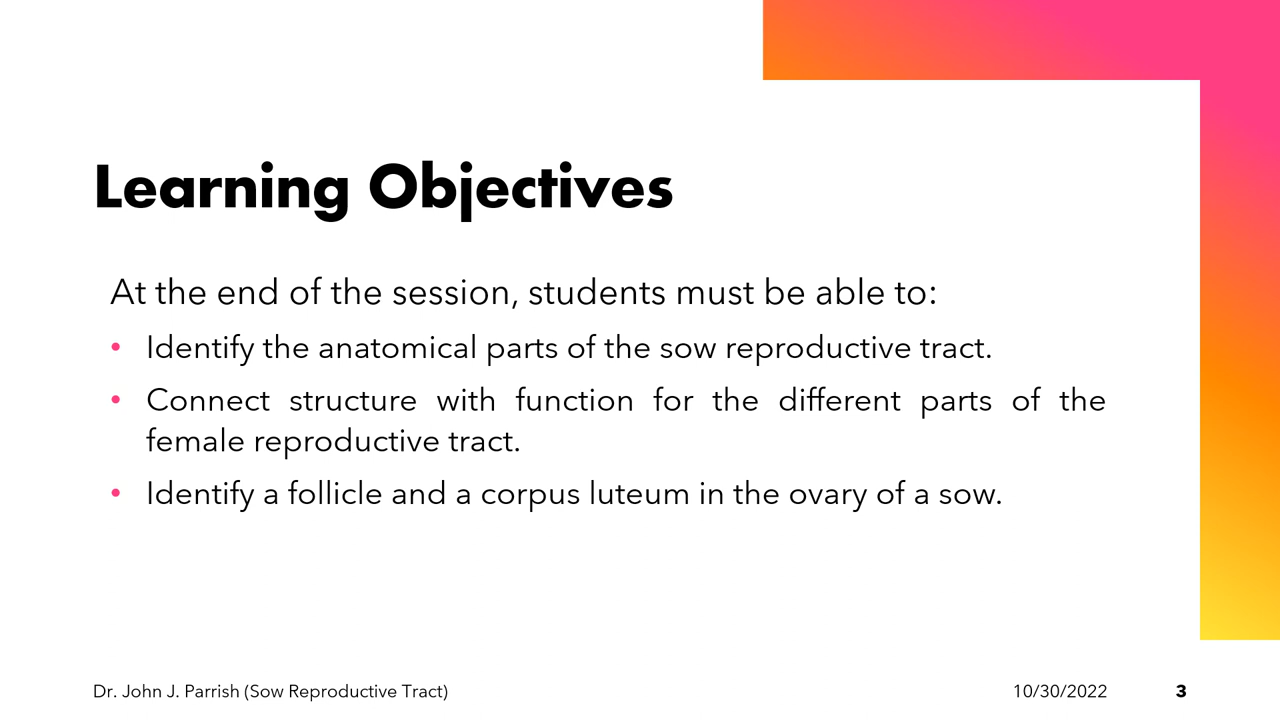 Learning Objectives
At the end of the session, students must be able to:
• Identify the anatomical parts of the sow reproductive tract.
• Connect structure with function for the different parts of the
female reproductive tract.
• Identify a follicle and a corpus luteum in the ovary of a sow.
Dr. John J. Parrish (Sow Reproductive Tract) 10/30/2022 3